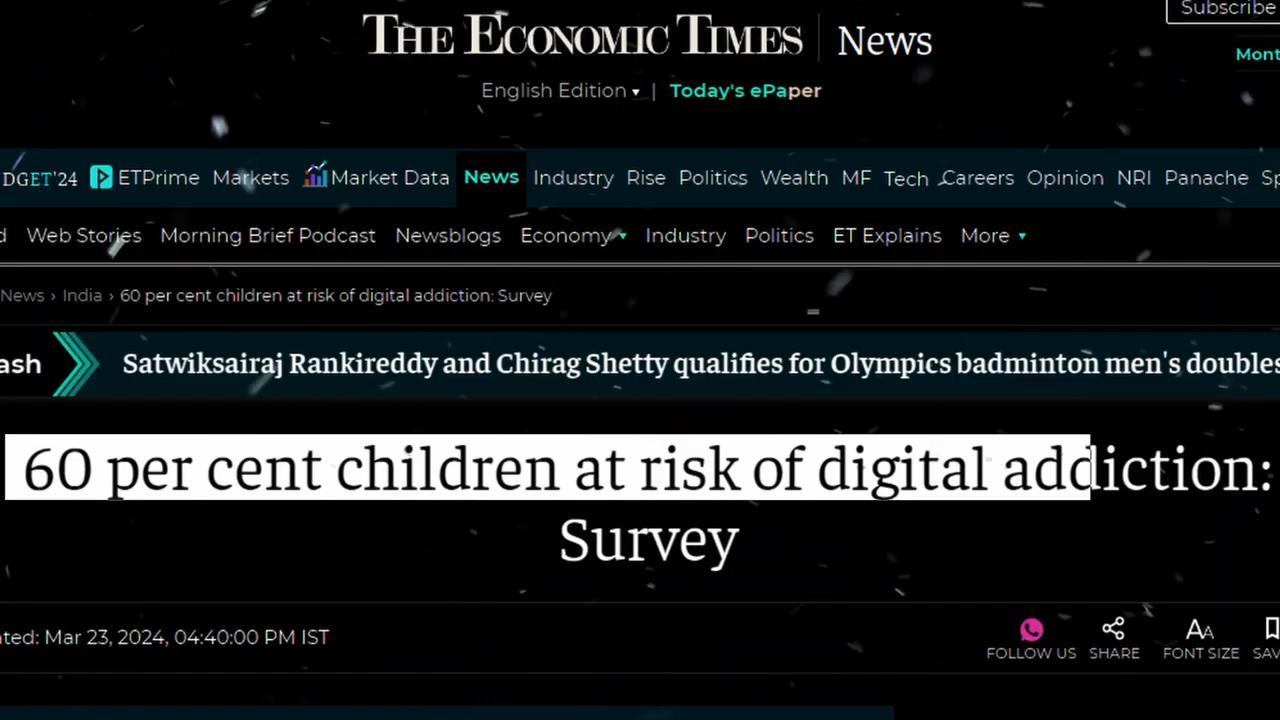 Subscribe
THE ECONOMIC TIMES | News
Mont
English Edition ▾ | Today's ePaper
DGET'24 ETPrime Markets Market Data News Industry Rise Politics Wealth MF Tech Careers Opinion NRI Panache Sp
d Web Stories Morning Brief Podcast Newsblogs Economy ▾ Industry Politics ET Explains More ▾
News › India › 60 per cent children at risk of digital addiction: Survey
ash Satwiksairaj Rankireddy and Chirag Shetty qualifies for Olympics badminton men's doubles
60 per cent children at risk of digital addiction:
Survey
ated: Mar 23, 2024, 04:40:00 PM IST
FOLLOW US SHARE FONT SIZE SAV